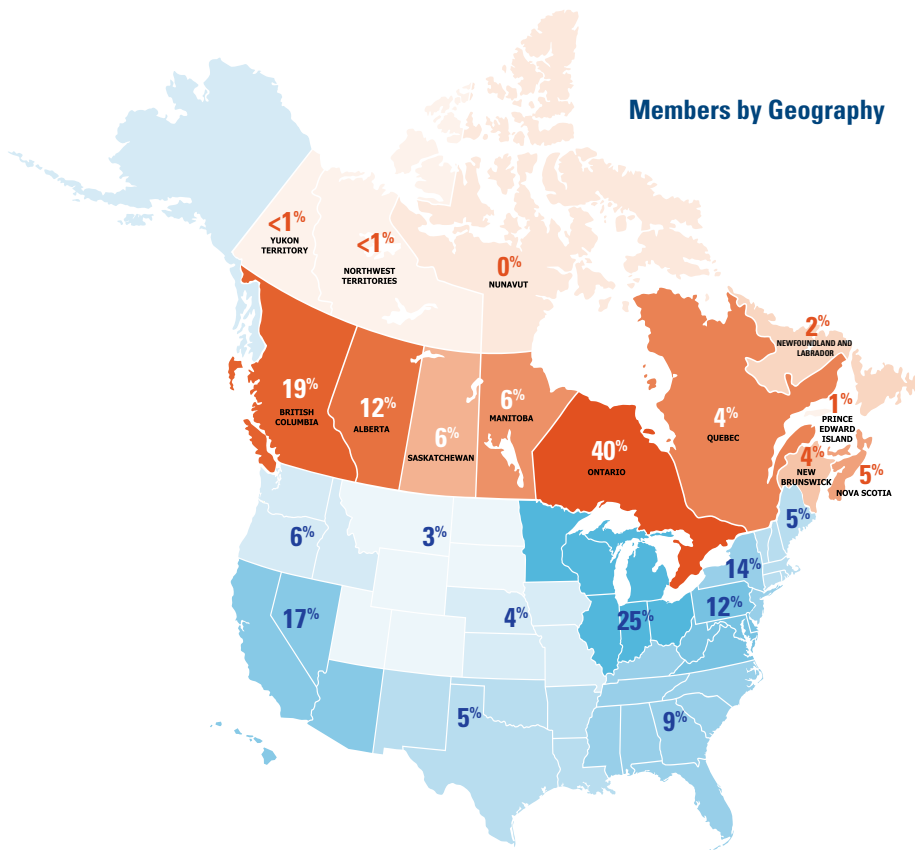 Members by Geography
<1%
YUKON
TERRITORY
<1%
NORTHWEST
TERRITORIES
0%
NUNAVUT
2%
NEWFOUNDLAND AND
LABRADOR
19%
BRITISH
COLUMBIA
12%
ALBERTA
6%
SASKATCHEWAN
6%
MANITOBA
40%
ONTARIO
4%
QUEBEC
1%
PRINCE
EDWARD
ISLAND
4%
NEW
BRUNSWICK
5%
NOVA SCOTIA
6%
3%
5%
14%
17%
4%
25%
12%
5%
9%